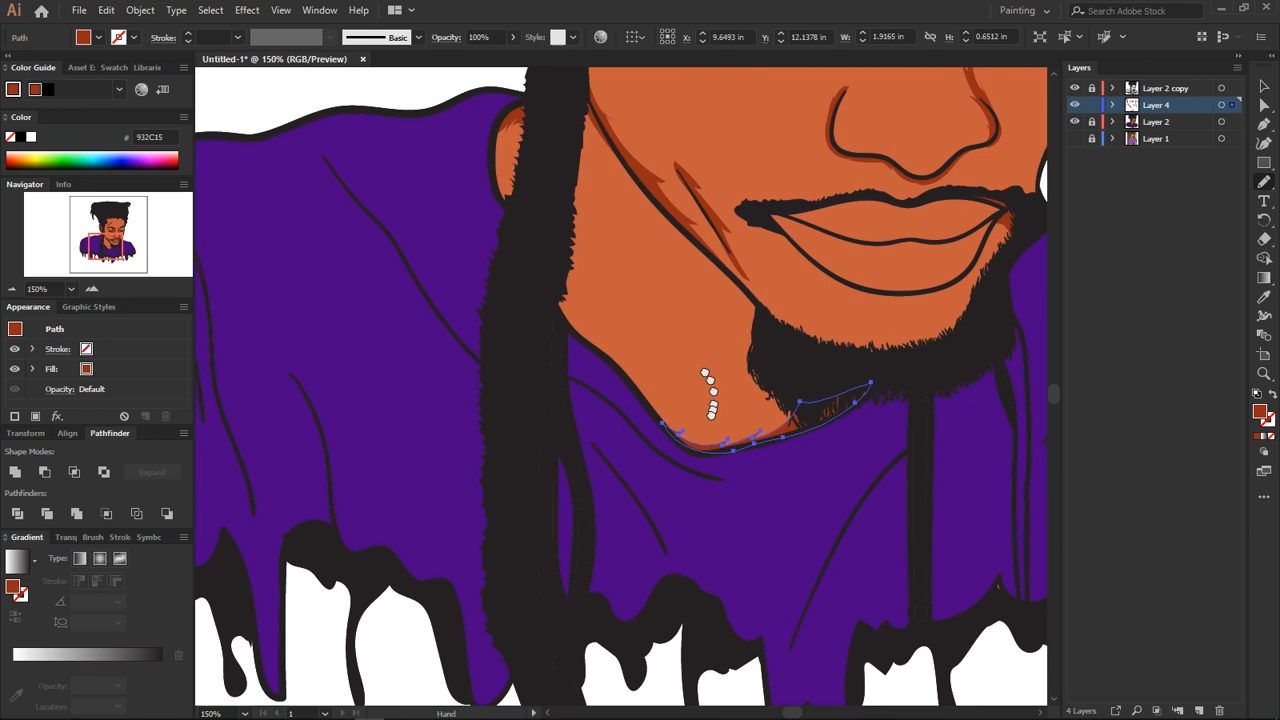 Ai File Edit Object Type Select Effect View Window Help Painting Search Adobe Stock
Path Stroke: Basic Opacity: 100% Style: X: 9.6493 in Y: 12.1378 in W: 1.9165 in H: 0.6512 in
Color Guide Asset E Swatch Librarie
Untitled-1* @ 150% (RGB/Preview)
Layers
Layer 2 copy
Layer 4
Layer 2
Layer 1
Color
# 932C15
Navigator Info
150%
Appearance Graphic Styles
Path
Stroke:
Fill:
Opacity: Default
Transform Align Pathfinder
Shape Modes:
Expand
Pathfinders:
Gradient Transp Brush Stroke Symbc
Type:
Stroke:
Opacity:
Location:
150% 1 Hand
4 Layers